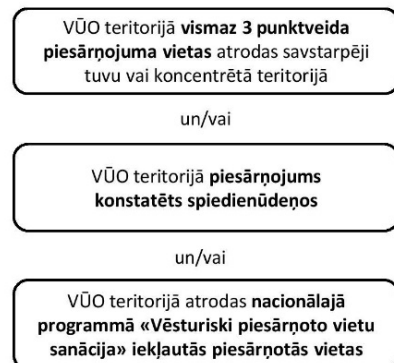 VŪO teritorijā vismaz 3 punktveida
piesārņojuma vietas atrodas savstarpēji
tuvu vai koncentrētā teritorijā
un/vai
VŪO teritorijā piesārņojums
konstatēts spiedienūdeņos
un/vai
VŪO teritorijā atrodas nacionālajā
programmā «Vēsturiski piesārņoto vietu
sanācija» iekļautās piesārņotās vietas